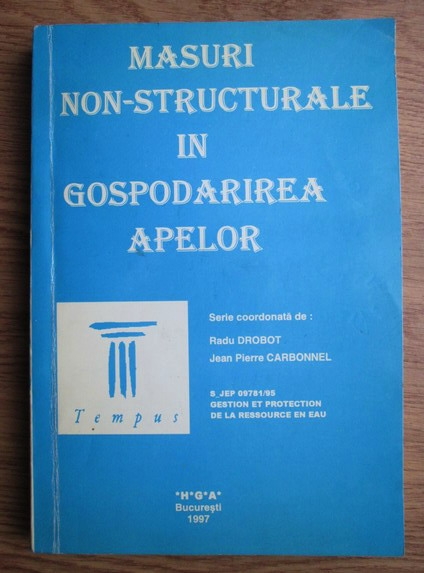 MASURI
NON-STRUCTURALE
IN
GOSPODARIREA
APELOR
Serie coordonată de :
Radu DROBOT
Jean Pierre CARBONNEL
S_JEP 09781/95
GESTION ET PROTECTION
DE LA RESSOURCE EN EAU
Tempus
*H*G*A*
Bucureşti
1997